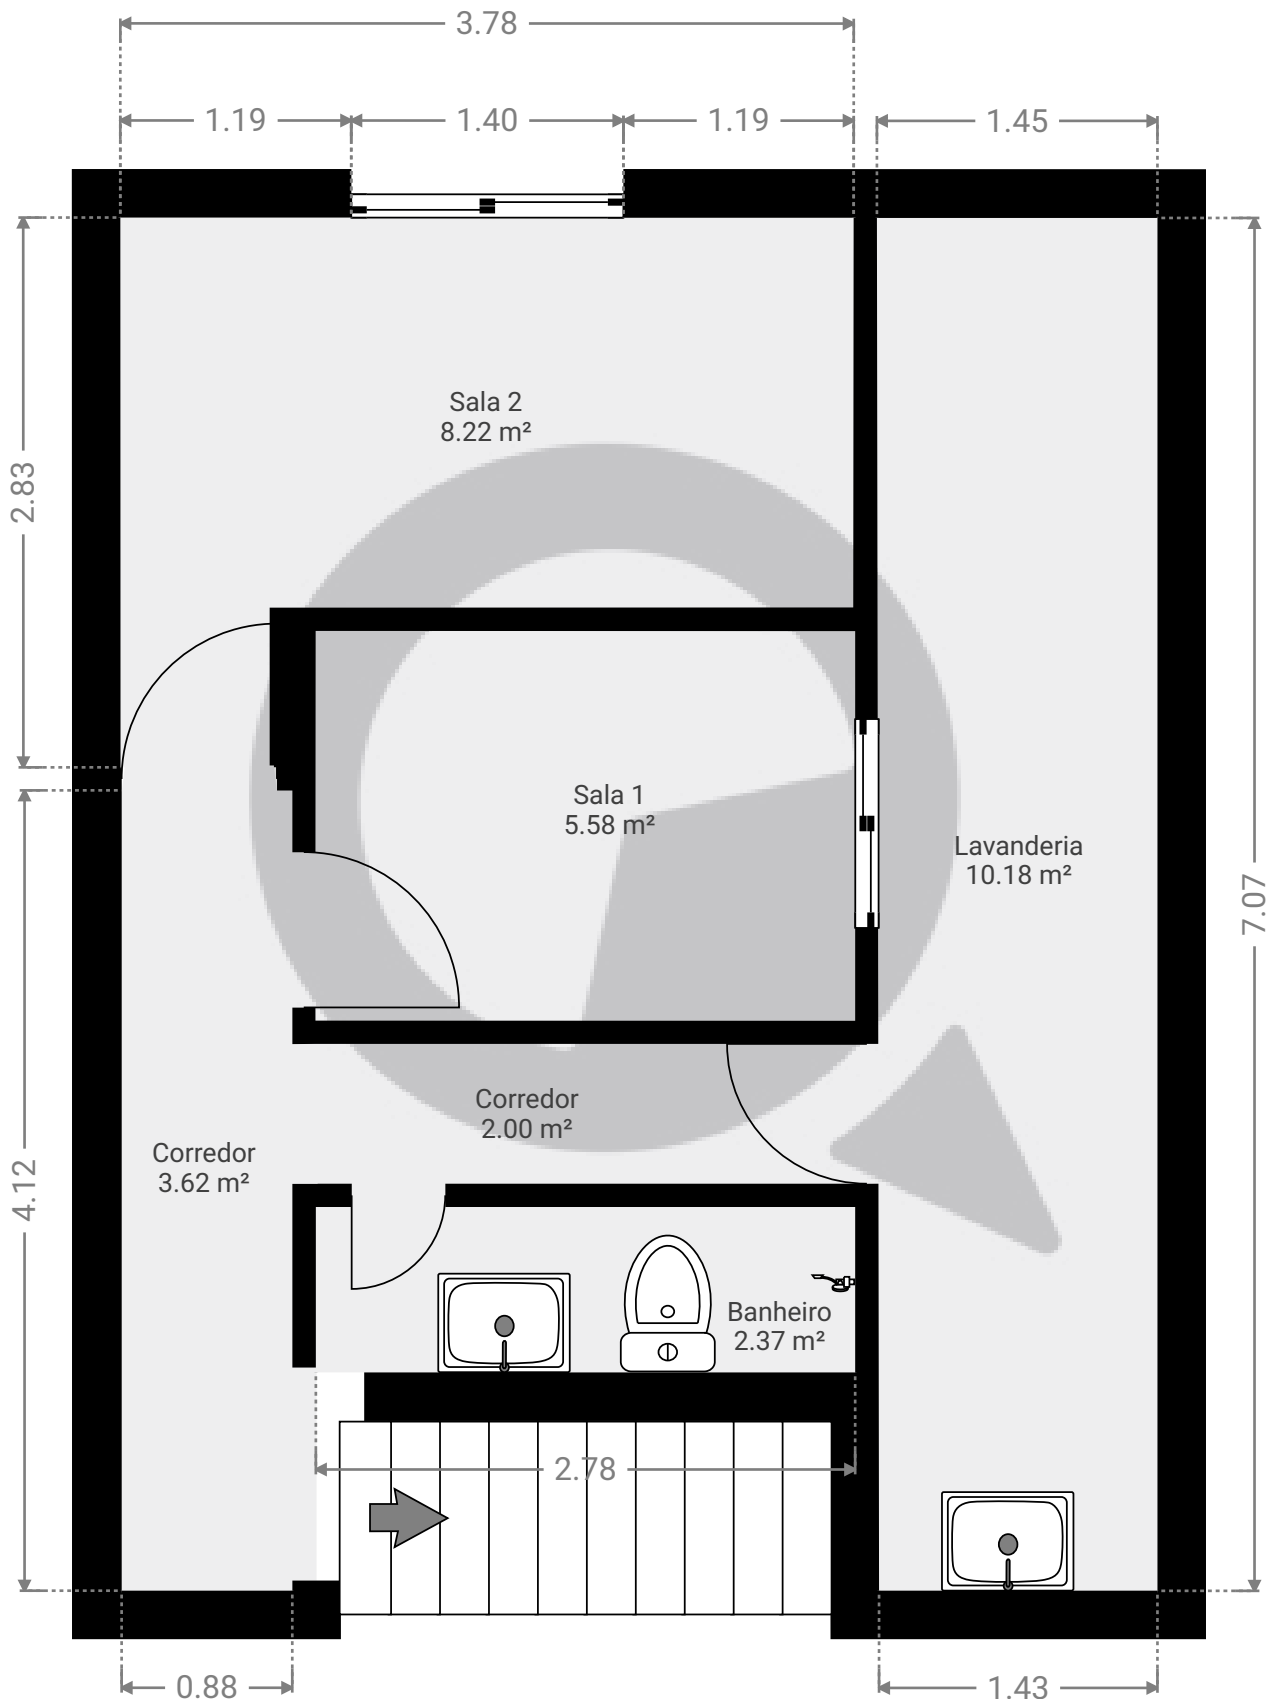 3.78
1.19
1.40
1.19
1.45
Sala 2
8.22 m²
2.83
Sala 1
5.58 m²
Lavanderia
10.18 m²
7.07
Corredor
2.00 m²
Corredor
3.62 m²
4.12
Banheiro
2.37 m²
2.78
0.88
1.43